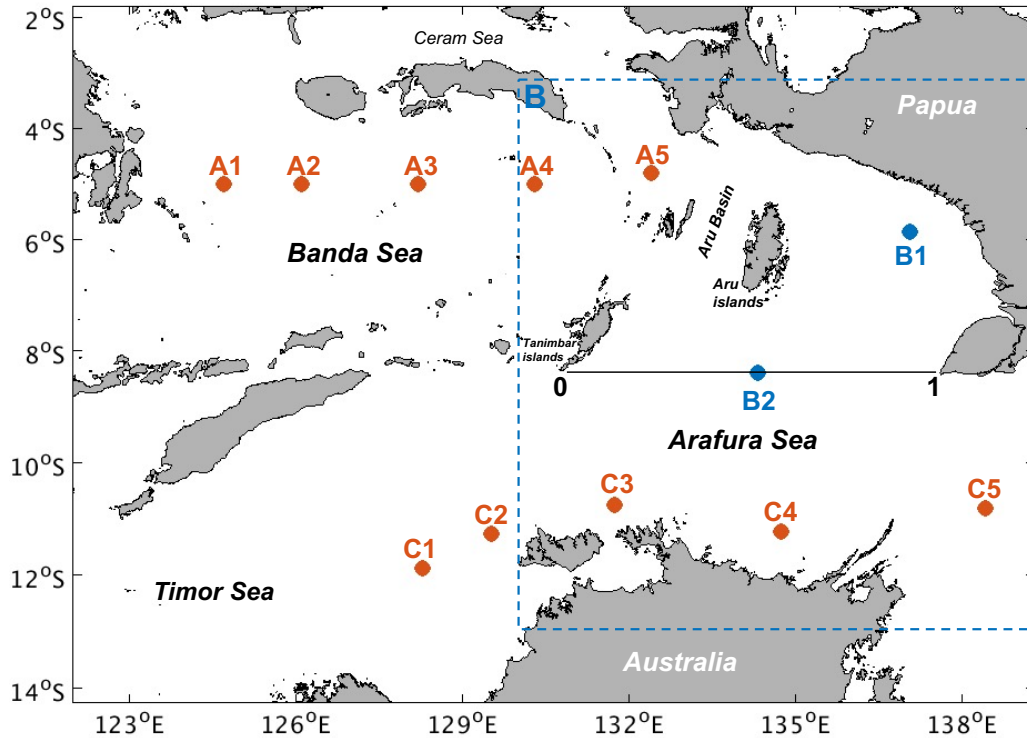 2°S
Ceram Sea
B
Papua
4°S
A1
A2
A3
A4
A5
Aru Basin
6°S
Banda Sea
B1
Aru
islands
Tanimbar
islands
8°S
0
1
B2
Arafura Sea
10°S
C3
C5
C2
C4
C1
12°S
Timor Sea
Australia
14°S
123°E
126°E
129°E
132°E
135°E
138°E